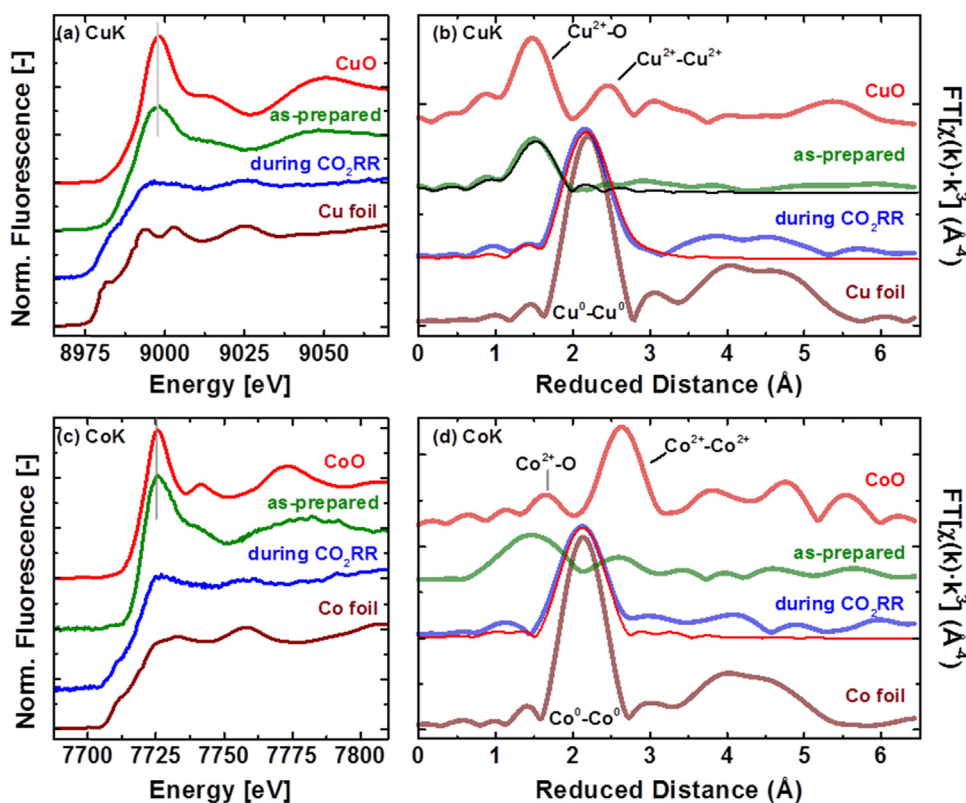 (a) CuK
CuO
as-prepared
during CO₂RR
Cu foil
Norm. Fluorescence [-]
8975 9000 9025 9050
Energy [eV]
(b) CuK
Cu²⁺-O
Cu²⁺-Cu²⁺
CuO
as-prepared
during CO₂RR
Cu foil
Cu⁰-Cu⁰
FT[χ(k)·k³] (Å⁻⁴)
0 1 2 3 4 5 6
Reduced Distance (Å)
(c) CoK
CoO
as-prepared
during CO₂RR
Co foil
Norm. Fluorescence [-]
7700 7725 7750 7775 7800
Energy [eV]
(d) CoK
Co²⁺-O
Co²⁺-Co²⁺
CoO
as-prepared
during CO₂RR
Co foil
Co⁰-Co⁰
FT[χ(k)·k³] (Å⁻⁴)
0 1 2 3 4 5 6
Reduced Distance (Å)